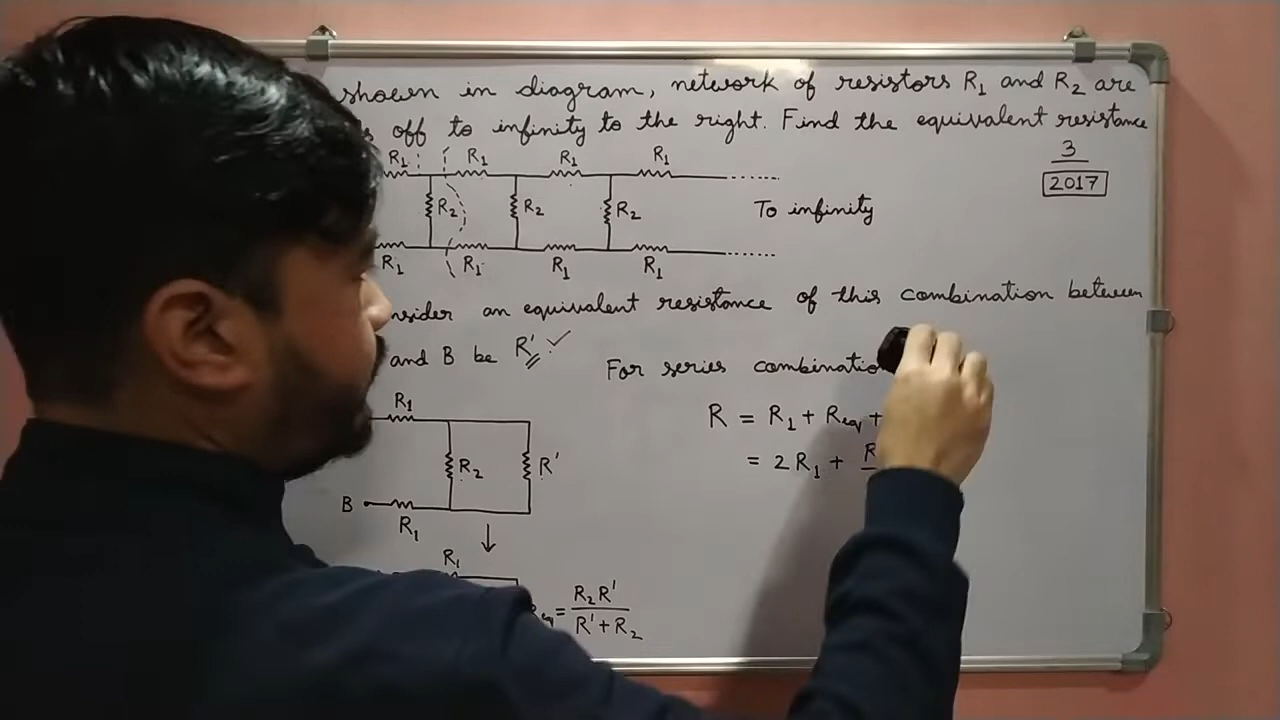 shown in diagram, network of resistors R₁ and R₂ are
off to infinity to the right. Find the equivalent resistance
3
2017
R₁ R₁ R₁ R₁
R₂ R₂ R₂ To infinity
R₁ R₁ R₁ R₁
an equivalent resistance of this combination between
and B be R'
For series combination
R₁
R = R₁ + Req +
R₂ R'
= 2R₁ +
B
R₁
R₁
= R₂R' / R' + R₂